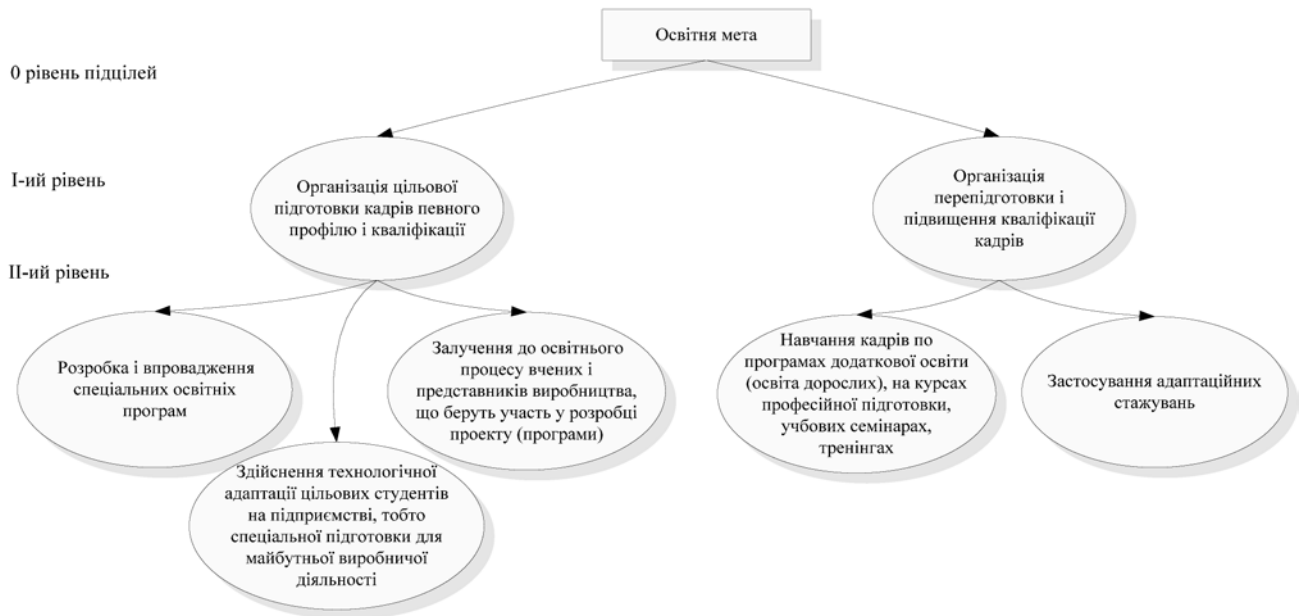 Освітня мета
0 рівень підцілей
І-ий рівень
Організація цільової
підготовки кадрів певного
профілю і кваліфікації
Організація
перепідготовки і
підвищення кваліфікації
кадрів
ІІ-ий рівень
Розробка і впровадження
спеціальних освітніх
програм
Здійснення технологічної
адаптації цільових студентів
на підприємстві, тобто
спеціальної підготовки для
майбутньої виробничої
діяльності
Залучення до освітнього
процесу вчених і
представників виробництва,
що беруть участь у розробці
проекту (програми)
Навчання кадрів по
програмах додаткової освіти
(освіта дорослих), на курсах
професійної підготовки,
учбових семінарах,
тренінгах
Застосування адаптаційних
стажувань